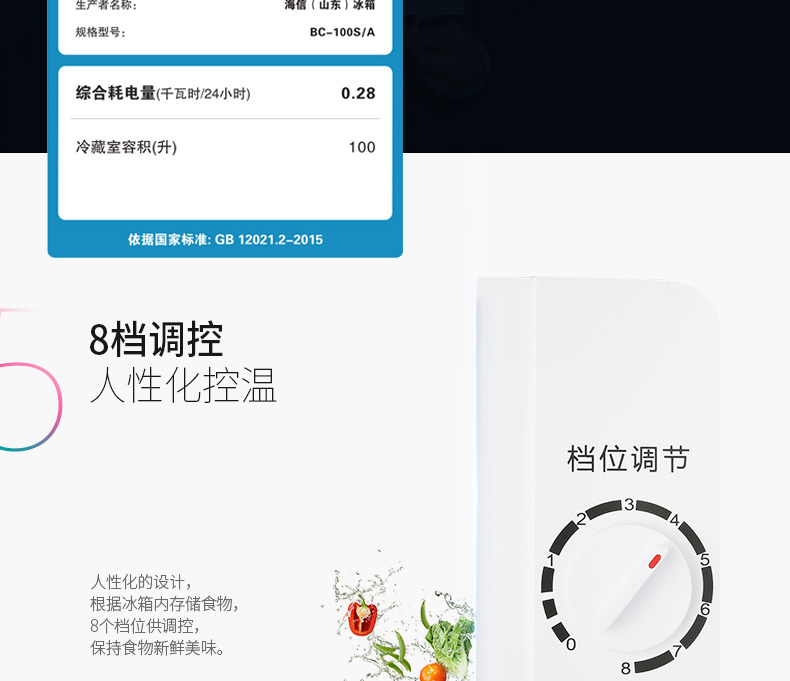 生产者名称： 海信（山东）冰箱
规格型号： BC-100S/A
综合耗电量(千瓦时/24小时) 0.28
冷藏室容积(升) 100
依据国家标准: GB 12021.2-2015
5
8档调控
人性化控温
档位调节
0
1
2
3
4
5
6
7
8
人性化的设计，
根据冰箱内存储食物，
8个档位供调控，
保持食物新鲜美味。